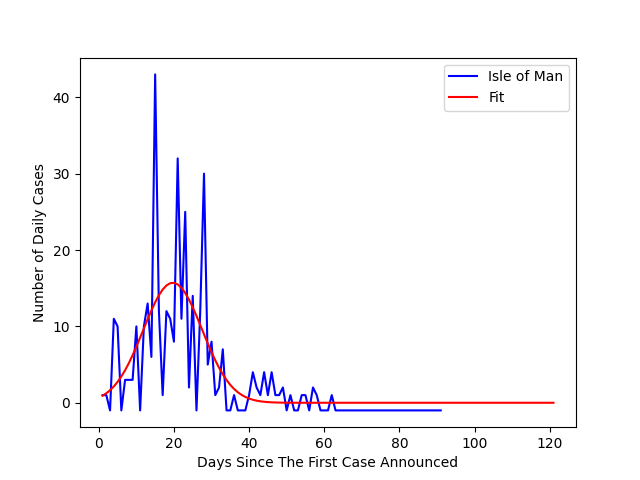 Isle of Man
Fit
40
30
20
10
0
Number of Daily Cases
0 20 40 60 80 100 120
Days Since The First Case Announced